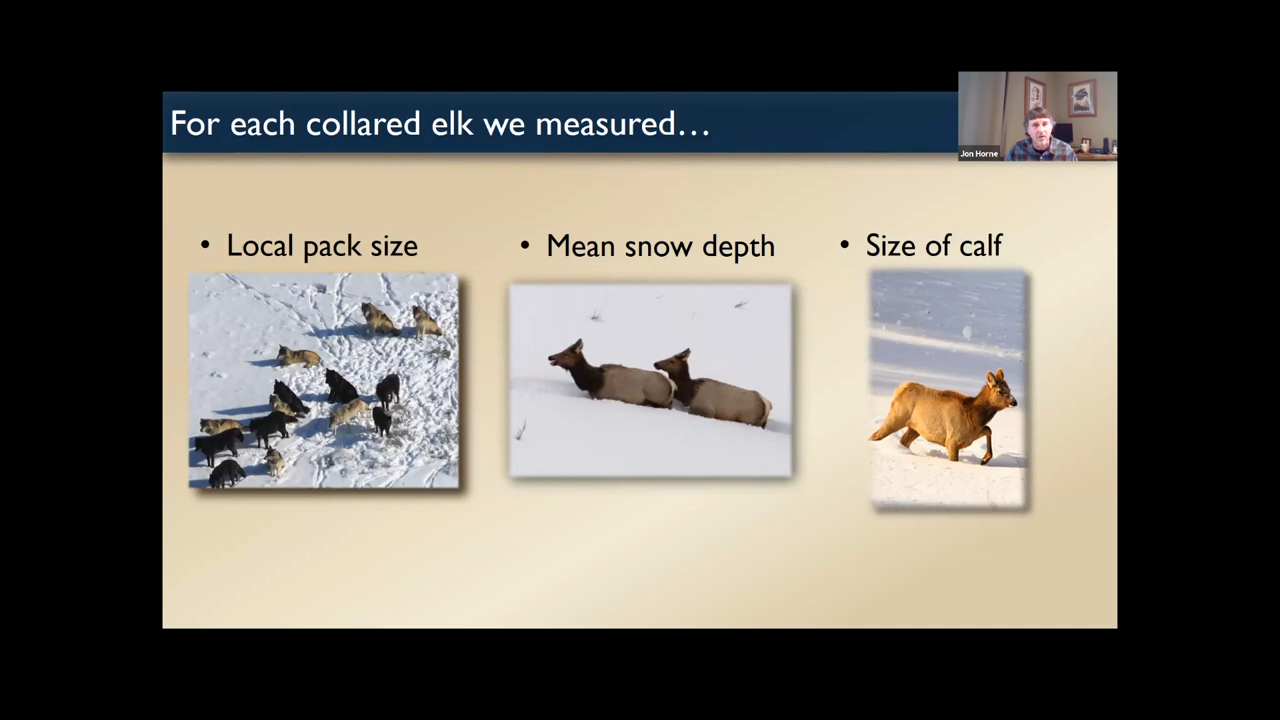 For each collared elk we measured...
Jon Horne
• Local pack size
• Mean snow depth
• Size of calf